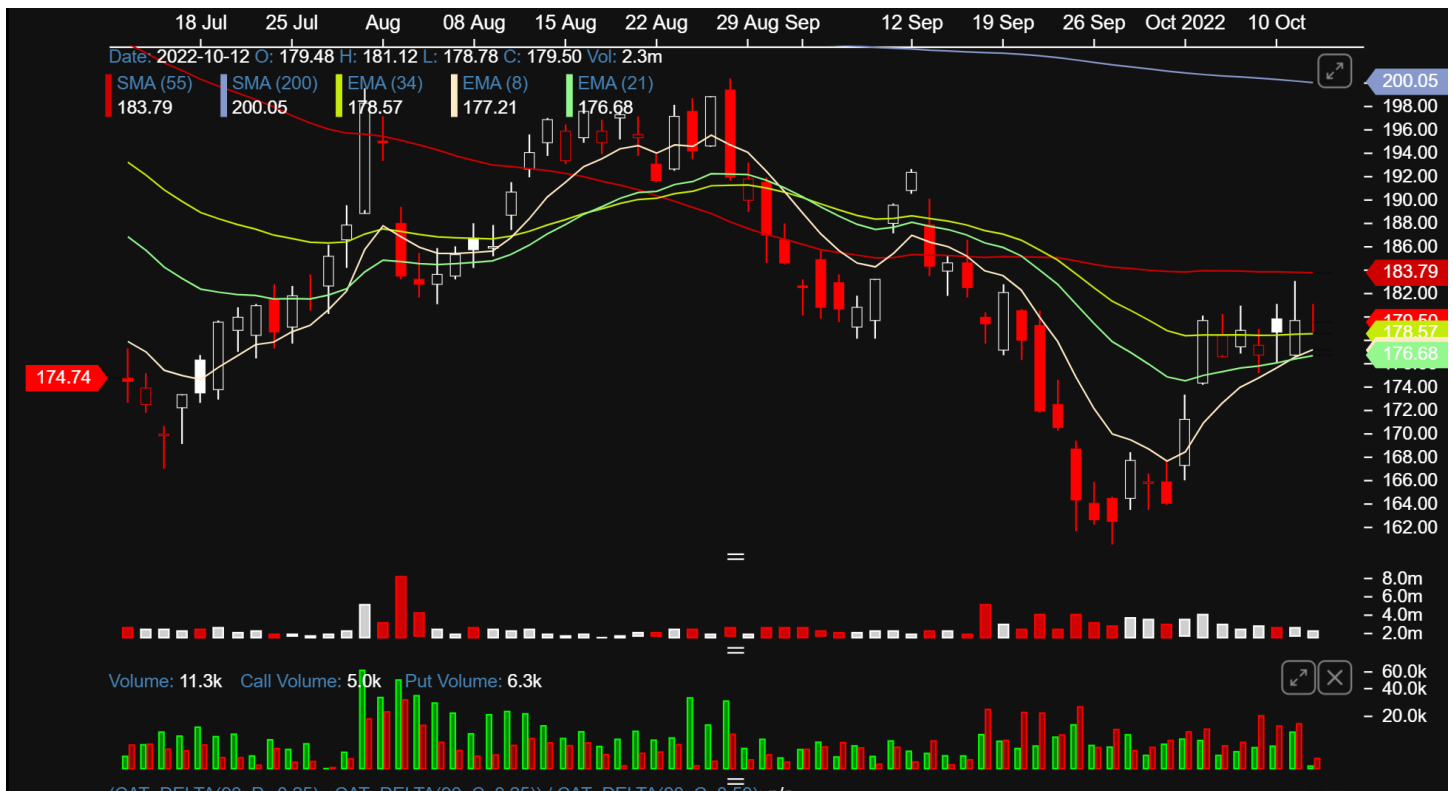 18 Jul 25 Jul Aug 08 Aug 15 Aug 22 Aug 29 Aug Sep 12 Sep 19 Sep 26 Sep Oct 2022 10 Oct
Date: 2022-10-12 O: 179.48 H: 181.12 L: 178.78 C: 179.50 Vol: 2.3m
SMA (55) SMA (200) EMA (34) EMA (8) EMA (21)
183.79 200.05 178.57 177.21 176.68
200.05
198.00
196.00
194.00
192.00
190.00
188.00
186.00
183.79
182.00
179.50
178.57
176.68
174.74
174.00
172.00
170.00
168.00
166.00
164.00
162.00
8.0m
6.0m
4.0m
2.0m
Volume: 11.3k Call Volume: 5.0k Put Volume: 6.3k
60.0k
40.0k
20.0k